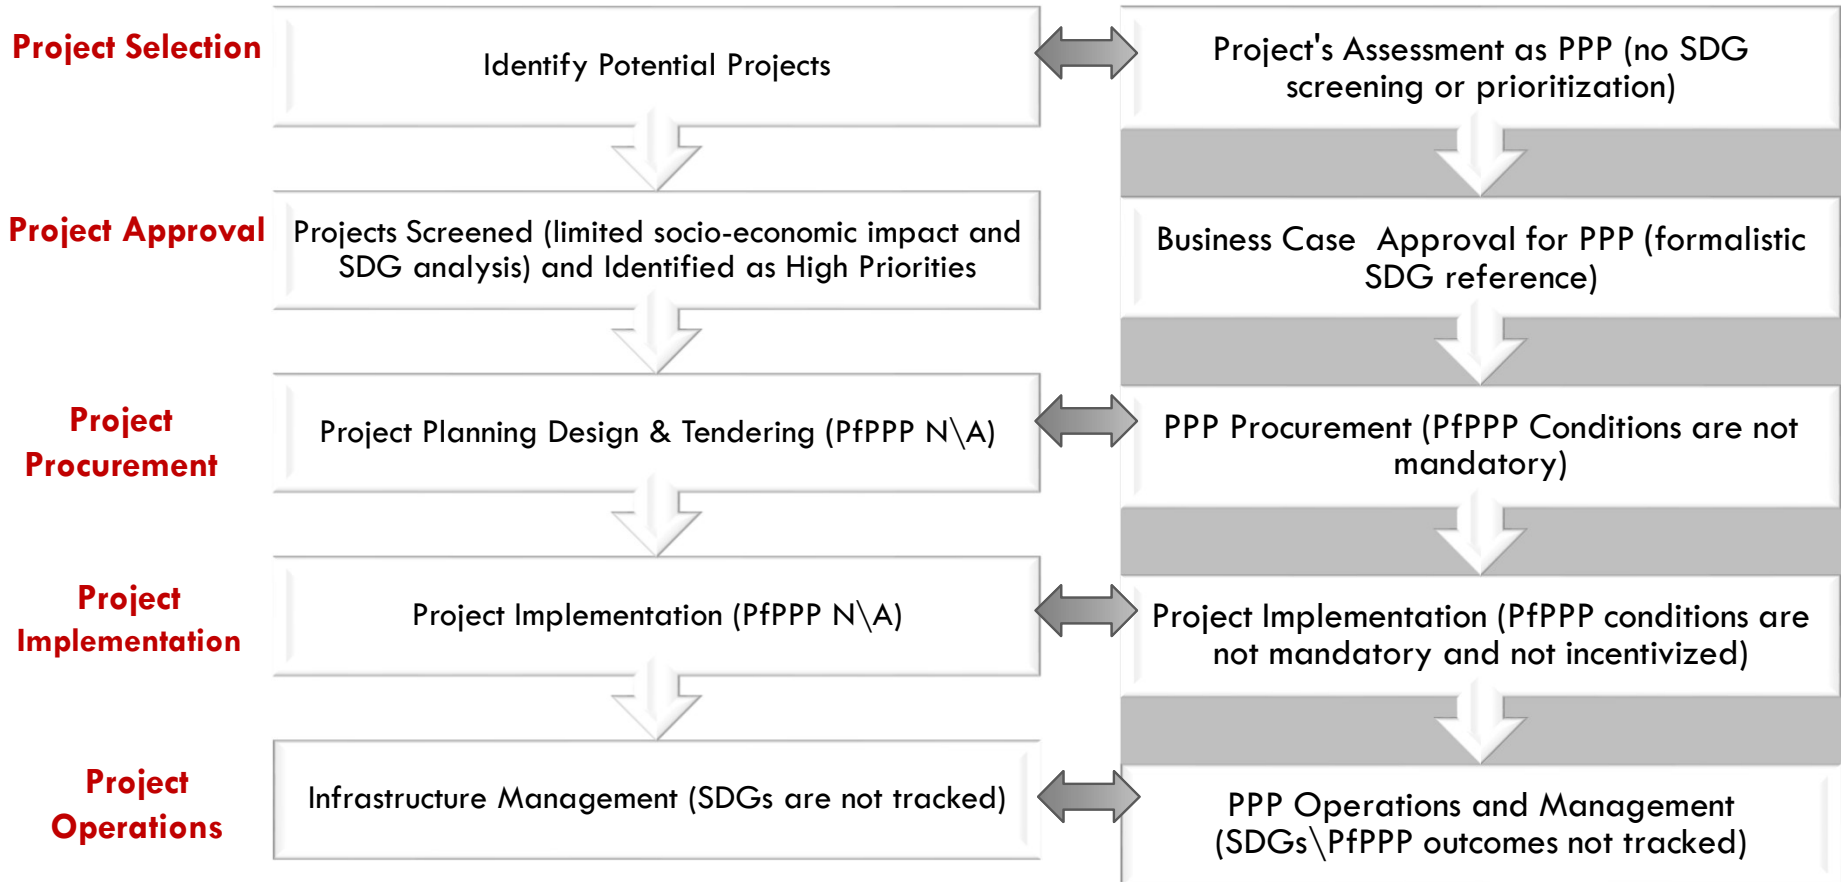 Project Selection
Identify Potential Projects
Project's Assessment as PPP (no SDG
screening or prioritization)
Project Approval
Projects Screened (limited socio-economic impact and
SDG analysis) and Identified as High Priorities
Business Case  Approval for PPP (formalistic
SDG reference)
Project
Procurement
Project Planning Design & Tendering (PfPPP N\A)
PPP Procurement (PfPPP Conditions are not
mandatory)
Project
Implementation
Project Implementation (PfPPP N\A)
Project Implementation (PfPPP conditions are
not mandatory and not incentivized)
Project
Operations
Infrastructure Management (SDGs are not tracked)
PPP Operations and Management
(SDGs\PfPPP outcomes not tracked)